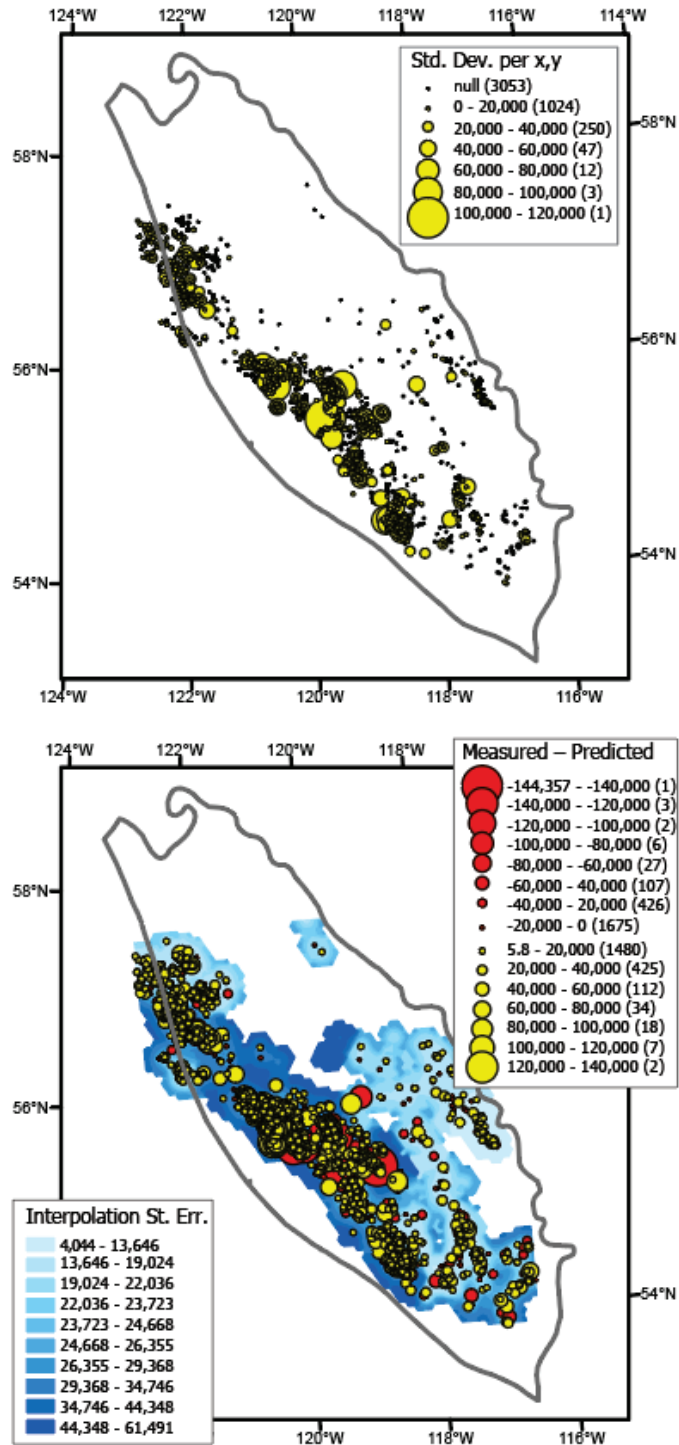 122°W 120°W 118°W 116°W 114°W
Std. Dev. per x,y
null (3053)
0 - 20,000 (1024)
20,000 - 40,000 (250)
40,000 - 60,000 (47)
60,000 - 80,000 (12)
80,000 - 100,000 (3)
100,000 - 120,000 (1)
58°N 58°N
56°N 56°N
54°N 54°N
124°W 122°W 120°W 118°W 116°W
122°W 120°W 118°W
Measured – Predicted
-144,357 - -140,000 (1)
-140,000 - -120,000 (3)
-120,000 - -100,000 (2)
-100,000 - -80,000 (6)
-80,000 - -60,000 (27)
-60,000 - 40,000 (107)
-40,000 - 20,000 (426)
-20,000 - 0 (1675)
5.8 - 20,000 (1480)
20,000 - 40,000 (425)
40,000 - 60,000 (112)
60,000 - 80,000 (34)
80,000 - 100,000 (18)
100,000 - 120,000 (7)
120,000 - 140,000 (2)
58°N
56°N
Interpolation St. Err.
4,044 - 13,646
13,646 - 19,024
19,024 - 22,036
22,036 - 23,723
23,723 - 24,668
24,668 - 26,355
26,355 - 29,368
29,368 - 34,746
34,746 - 44,348
44,348 - 61,491
54°N
120°W 118°W 116°W